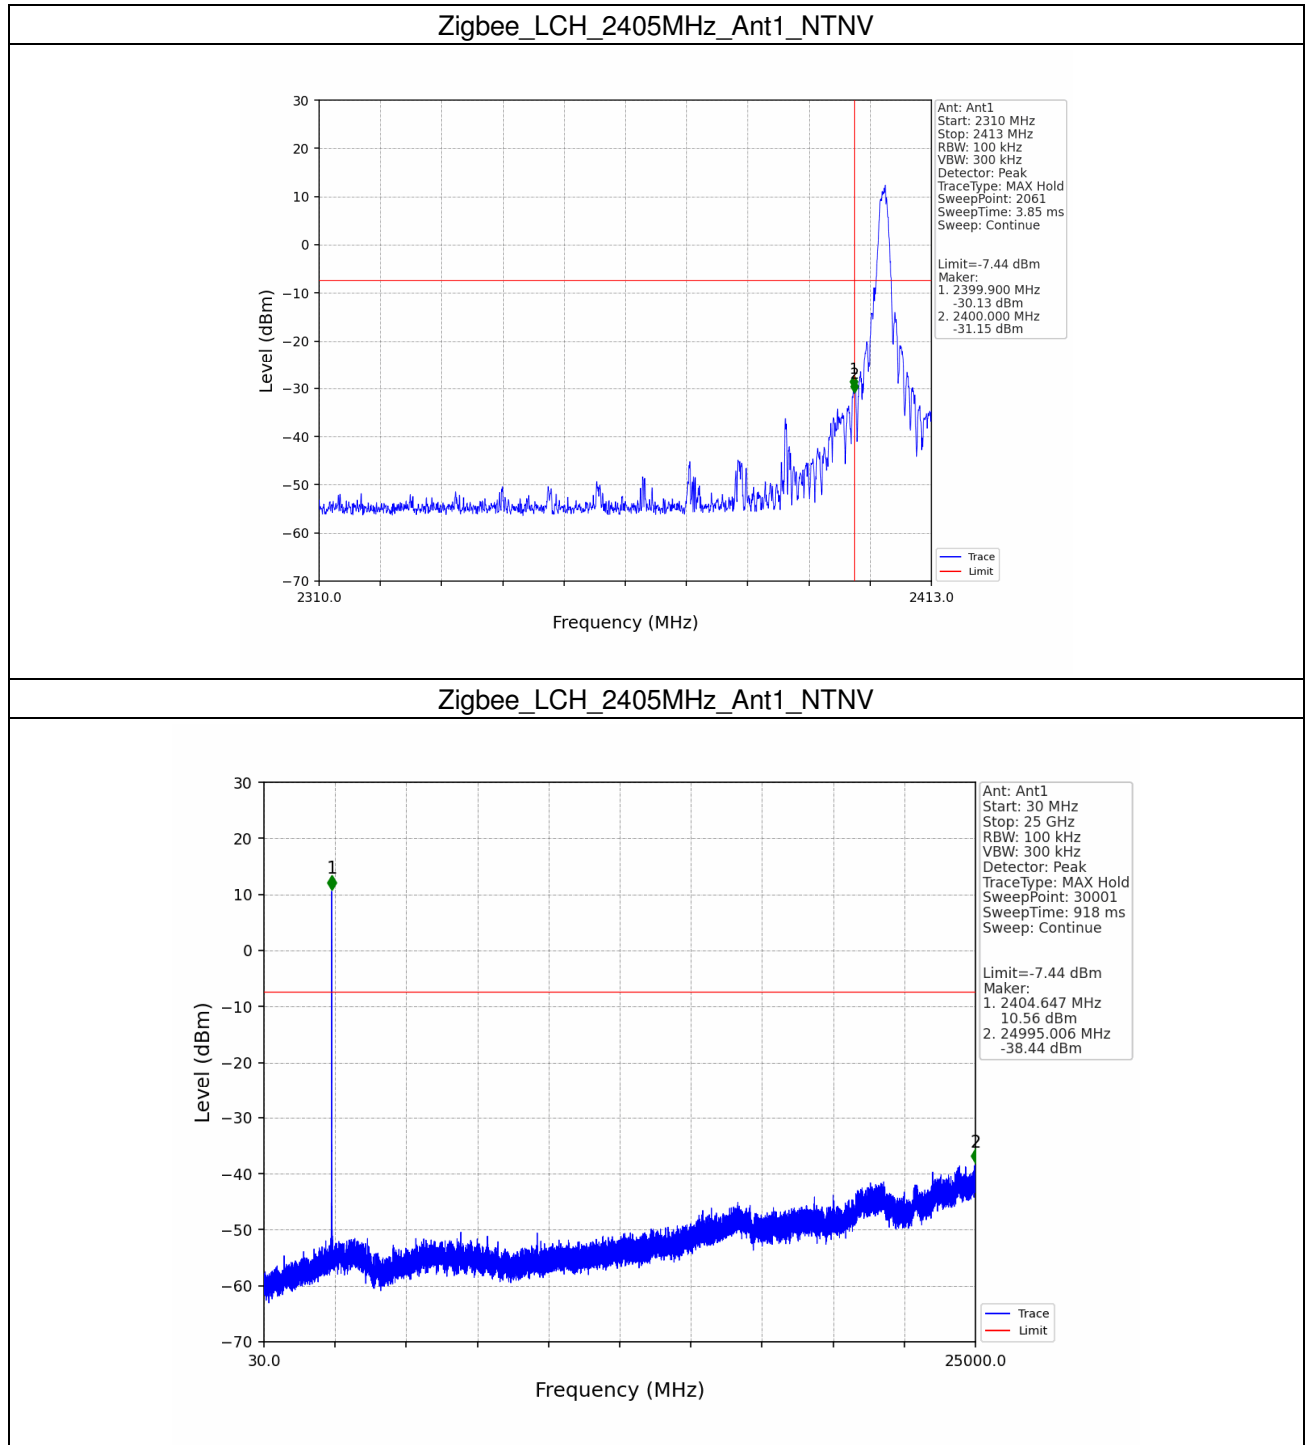 Zigbee_LCH_2405MHz_Ant1_NTNV
30
20
10
0
−10
−20
−30
−40
−50
−60
−70
Level (dBm)
2310.0
2413.0
Frequency (MHz)
1
2
Ant: Ant1
Start: 2310 MHz
Stop: 2413 MHz
RBW: 100 kHz
VBW: 300 kHz
Detector: Peak
TraceType: MAX Hold
SweepPoint: 2061
SweepTime: 3.85 ms
Sweep: Continue
Limit=-7.44 dBm
Maker:
1. 2399.900 MHz
-30.13 dBm
2. 2400.000 MHz
-31.15 dBm
Trace
Limit
Zigbee_LCH_2405MHz_Ant1_NTNV
30
20
10
0
−10
−20
−30
−40
−50
−60
−70
Level (dBm)
30.0
25000.0
Frequency (MHz)
1
2
Ant: Ant1
Start: 30 MHz
Stop: 25 GHz
RBW: 100 kHz
VBW: 300 kHz
Detector: Peak
TraceType: MAX Hold
SweepPoint: 30001
SweepTime: 918 ms
Sweep: Continue
Limit=-7.44 dBm
Maker:
1. 2404.647 MHz
10.56 dBm
2. 24995.006 MHz
-38.44 dBm
Trace
Limit